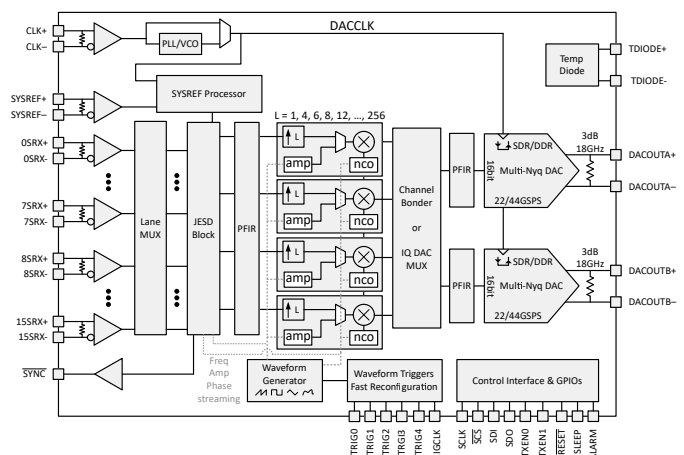 CLK+
CLK–
PLL/VCO
DACCLK
TDIODE+
TDIODE-
Temp
Diode
SYSREF+
SYSREF–
SYSREF Processor
L = 1, 4, 6, 8, 12, ..., 256
0SRX+
0SRX-
7SRX+
7SRX-
8SRX+
8SRX-
15SRX+
15SRX-
SYNC
Lane
MUX
JESD
Block
PFIR
L
amp
nco
L
amp
nco
L
amp
nco
L
amp
nco
Channel
Bonder
or
IQ DAC
MUX
PFIR
16bit
SDR/DDR
Multi-Nyq DAC
22/44GSPS
3dB
18GHz
DACOUTA+
DACOUTA–
PFIR
16bit
SDR/DDR
Multi-Nyq DAC
22/44GSPS
3dB
18GHz
DACOUTB+
DACOUTB–
Freq
Amp
Phase
streaming
Waveform
Generator
Waveform Triggers
Fast Reconfiguration
Control Interface & GPIOs
TRIG0
TRIG1
TRIG2
TRGI3
TRIG4
IGCLK
SCLK
SCS
SDI
SDO
TXEN0
TXEN1
RESET
SLEEP
LARM